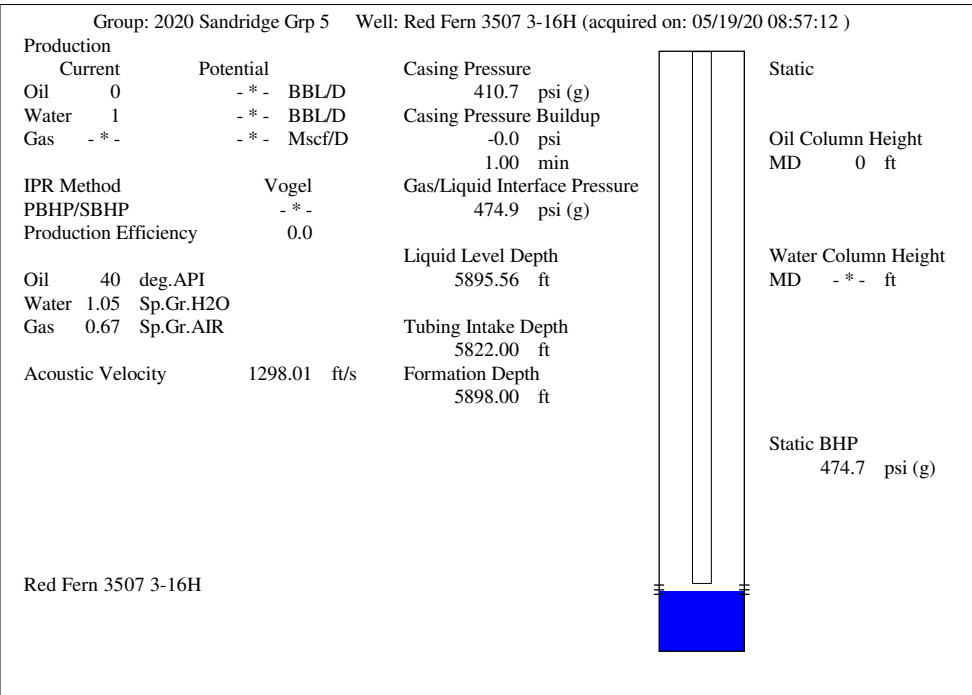 Group: 2020 Sandridge Grp 5 Well: Red Fern 3507 3-16H (acquired on: 05/19/20 08:57:12 )
Production
Current Potential
Oil 0 - * - BBL/D
Water 1 - * - BBL/D
Gas - * - - * - Mscf/D
IPR Method Vogel
PBHP/SBHP - * -
Production Efficiency 0.0
Oil 40 deg.API
Water 1.05 Sp.Gr.H2O
Gas 0.67 Sp.Gr.AIR
Acoustic Velocity 1298.01 ft/s
Casing Pressure
410.7 psi (g)
Casing Pressure Buildup
-0.0 psi
1.00 min
Gas/Liquid Interface Pressure
474.9 psi (g)
Liquid Level Depth
5895.56 ft
Tubing Intake Depth
5822.00 ft
Formation Depth
5898.00 ft
Static
Oil Column Height
MD 0 ft
Water Column Height
MD - * - ft
Static BHP
474.7 psi (g)
Red Fern 3507 3-16H